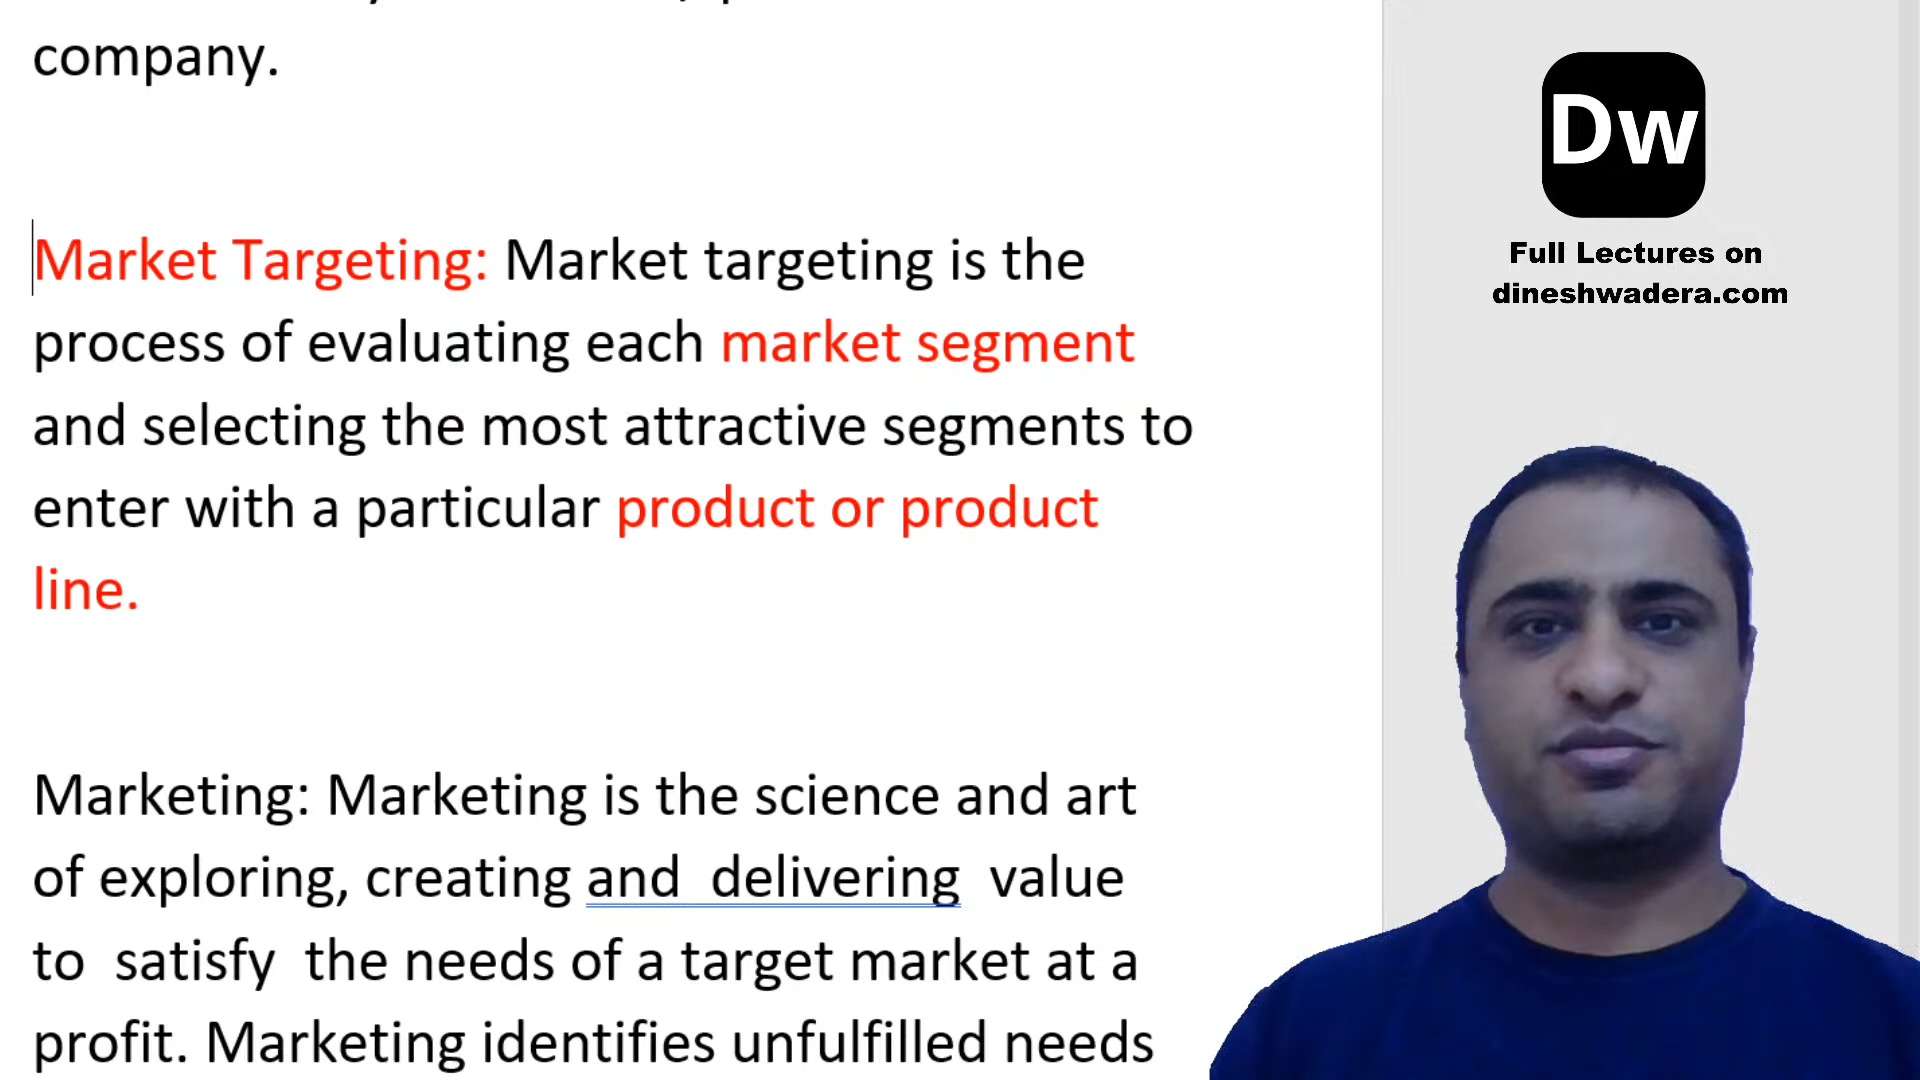 company.
Market Targeting: Market targeting is the
process of evaluating each market segment
and selecting the most attractive segments to
enter with a particular product or product
line.
Marketing: Marketing is the science and art
of exploring, creating and delivering value
to satisfy the needs of a target market at a
profit. Marketing identifies unfulfilled needs
Dw
Full Lectures on
dineshwadera.com